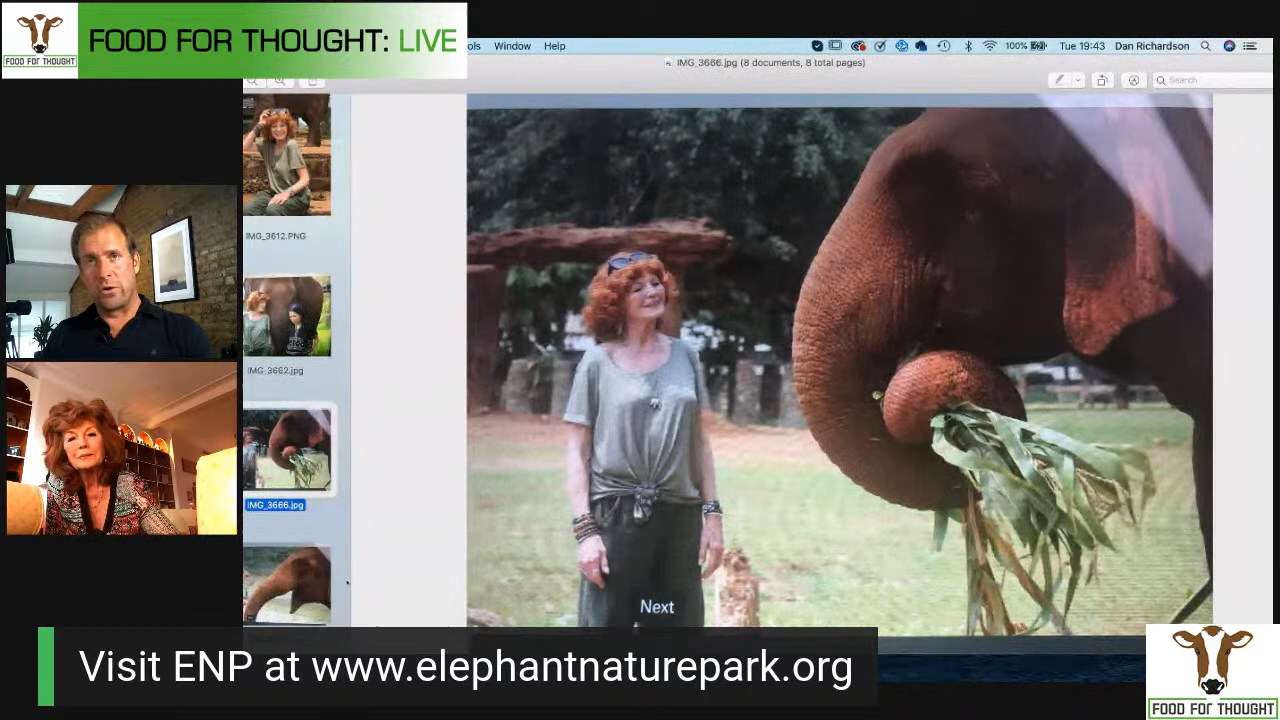 FOOD FOR THOUGHT: LIVE
FOOD FOR THOUGHT
ols Window Help
100% Tue 19:43 Dan Richardson
IMG_3666.jpg (8 documents, 8 total pages)
Search
IMG_3612.PNG
IMG_3662.jpg
IMG_3666.jpg
Next
Visit ENP at www.elephantnaturepark.org
FOOD FOR THOUGHT